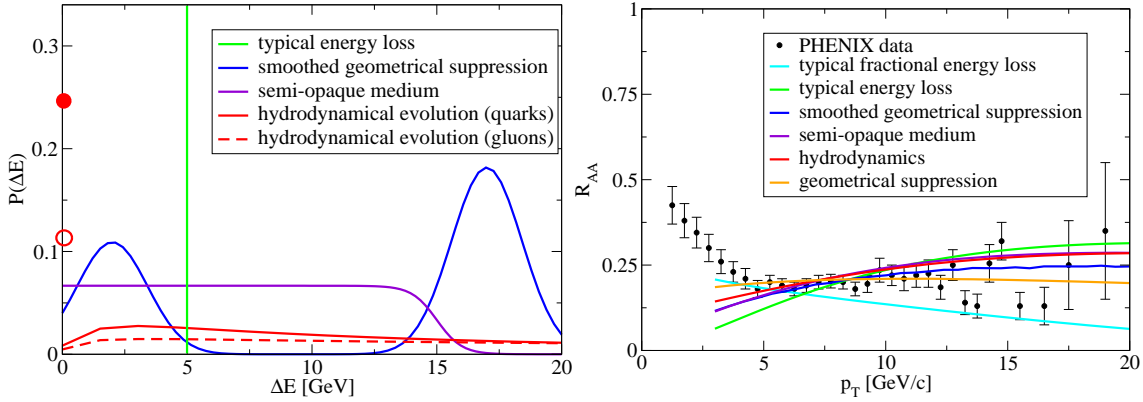 0.3
0.2
0.1
0
P(ΔE)
typical energy loss
smoothed geometrical suppression
semi-opaque medium
hydrodynamical evolution (quarks)
hydrodynamical evolution (gluons)
0 5 10 15 20
ΔE [GeV]
1
0.75
0.5
0.25
0
R_AA
PHENIX data
typical fractional energy loss
typical energy loss
smoothed geometrical suppression
semi-opaque medium
hydrodynamics
geometrical suppression
0 5 10 15 20
p_T [GeV/c]